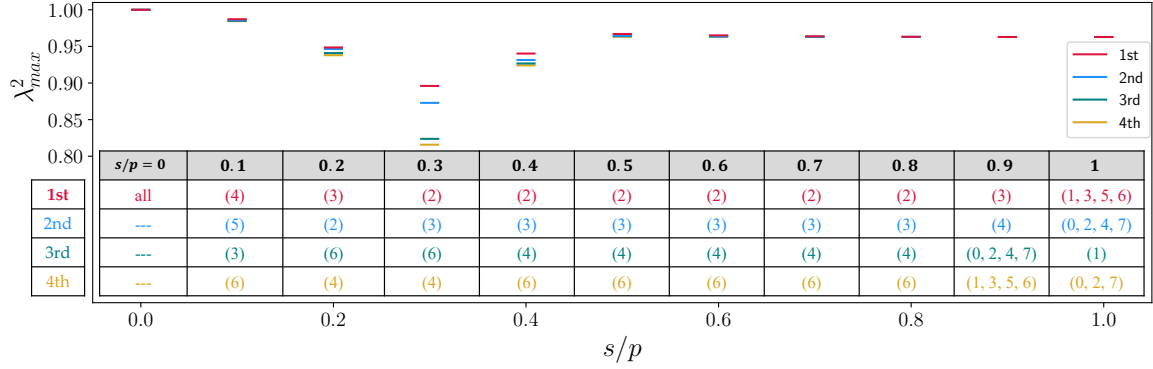 1.00
0.95
0.90
0.85
0.80
λ²max
1st
2nd
3rd
4th
s/p = 0 0.1 0.2 0.3 0.4 0.5 0.6 0.7 0.8 0.9 1
1st all (4) (3) (2) (2) (2) (2) (2) (2) (3) (1, 3, 5, 6)
2nd --- (5) (2) (3) (3) (3) (3) (3) (3) (4) (0, 2, 4, 7)
3rd --- (3) (6) (6) (4) (4) (4) (4) (4) (0, 2, 4, 7) (1)
4th --- (6) (4) (4) (6) (6) (6) (6) (6) (1, 3, 5, 6) (0, 2, 7)
0.0 0.2 0.4 0.6 0.8 1.0
s/p